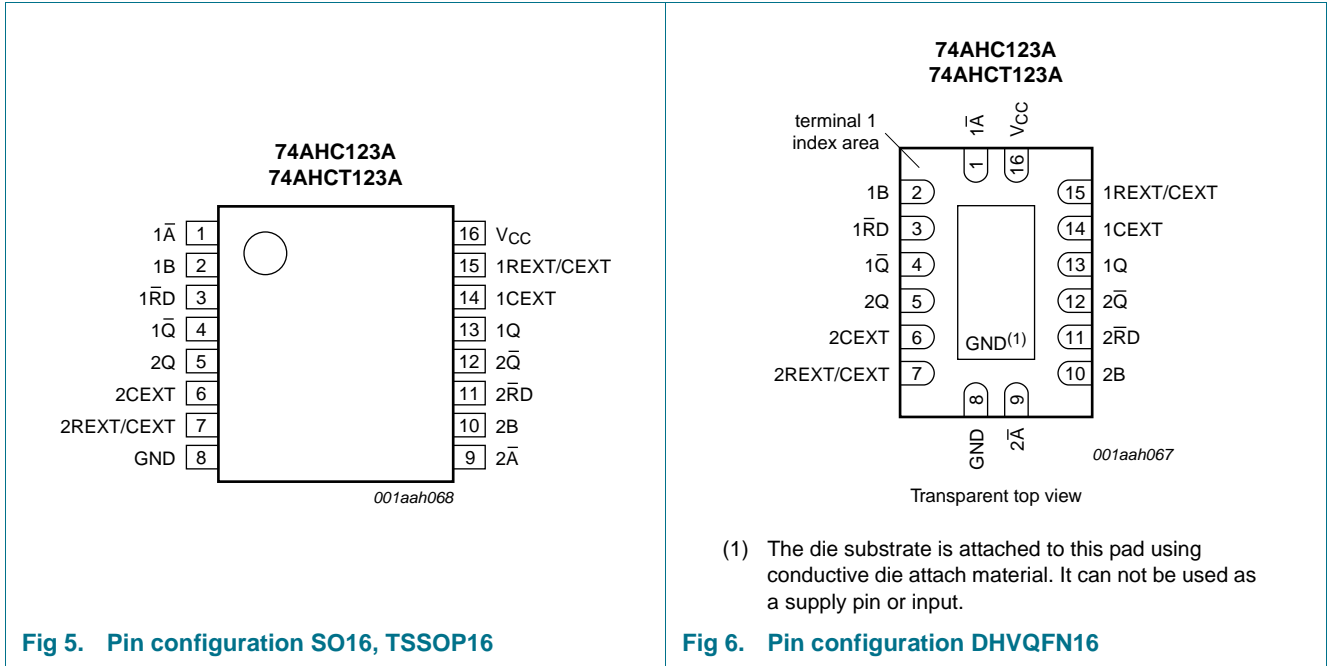 74AHC123A
74AHCT123A
1A̅ 1
1B 2
1R̅D 3
1Q̅ 4
2Q 5
2CEXT 6
2REXT/CEXT 7
GND 8
16 VCC
15 1REXT/CEXT
14 1CEXT
13 1Q
12 2Q̅
11 2R̅D
10 2B
9 2A̅
001aah068
Fig 5. Pin configuration SO16, TSSOP16
74AHC123A
74AHCT123A
terminal 1
index area
1A̅
VCC
1
16
1B 2
1R̅D 3
1Q̅ 4
2Q 5
2CEXT 6
2REXT/CEXT 7
15 1REXT/CEXT
14 1CEXT
13 1Q
12 2Q̅
11 2R̅D
10 2B
GND(1)
8
9
GND
2A̅
001aah067
Transparent top view
(1) The die substrate is attached to this pad using
conductive die attach material. It can not be used as
a supply pin or input.
Fig 6. Pin configuration DHVQFN16